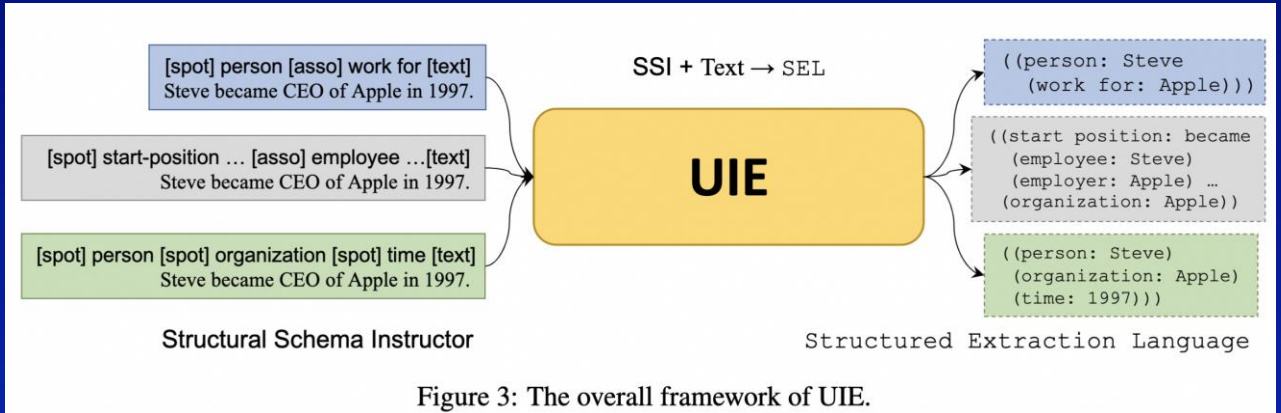 [spot] person [asso] work for [text]
Steve became CEO of Apple in 1997.
[spot] start-position … [asso] employee …[text]
Steve became CEO of Apple in 1997.
[spot] person [spot] organization [spot] time [text]
Steve became CEO of Apple in 1997.
Structural Schema Instructor
SSI + Text → SEL
UIE
((person: Steve
(work for: Apple)))
((start position: became
(employee: Steve)
(employer: Apple) …
(organization: Apple))
((person: Steve)
(organization: Apple)
(time: 1997)))
Structured Extraction Language
Figure 3: The overall framework of UIE.